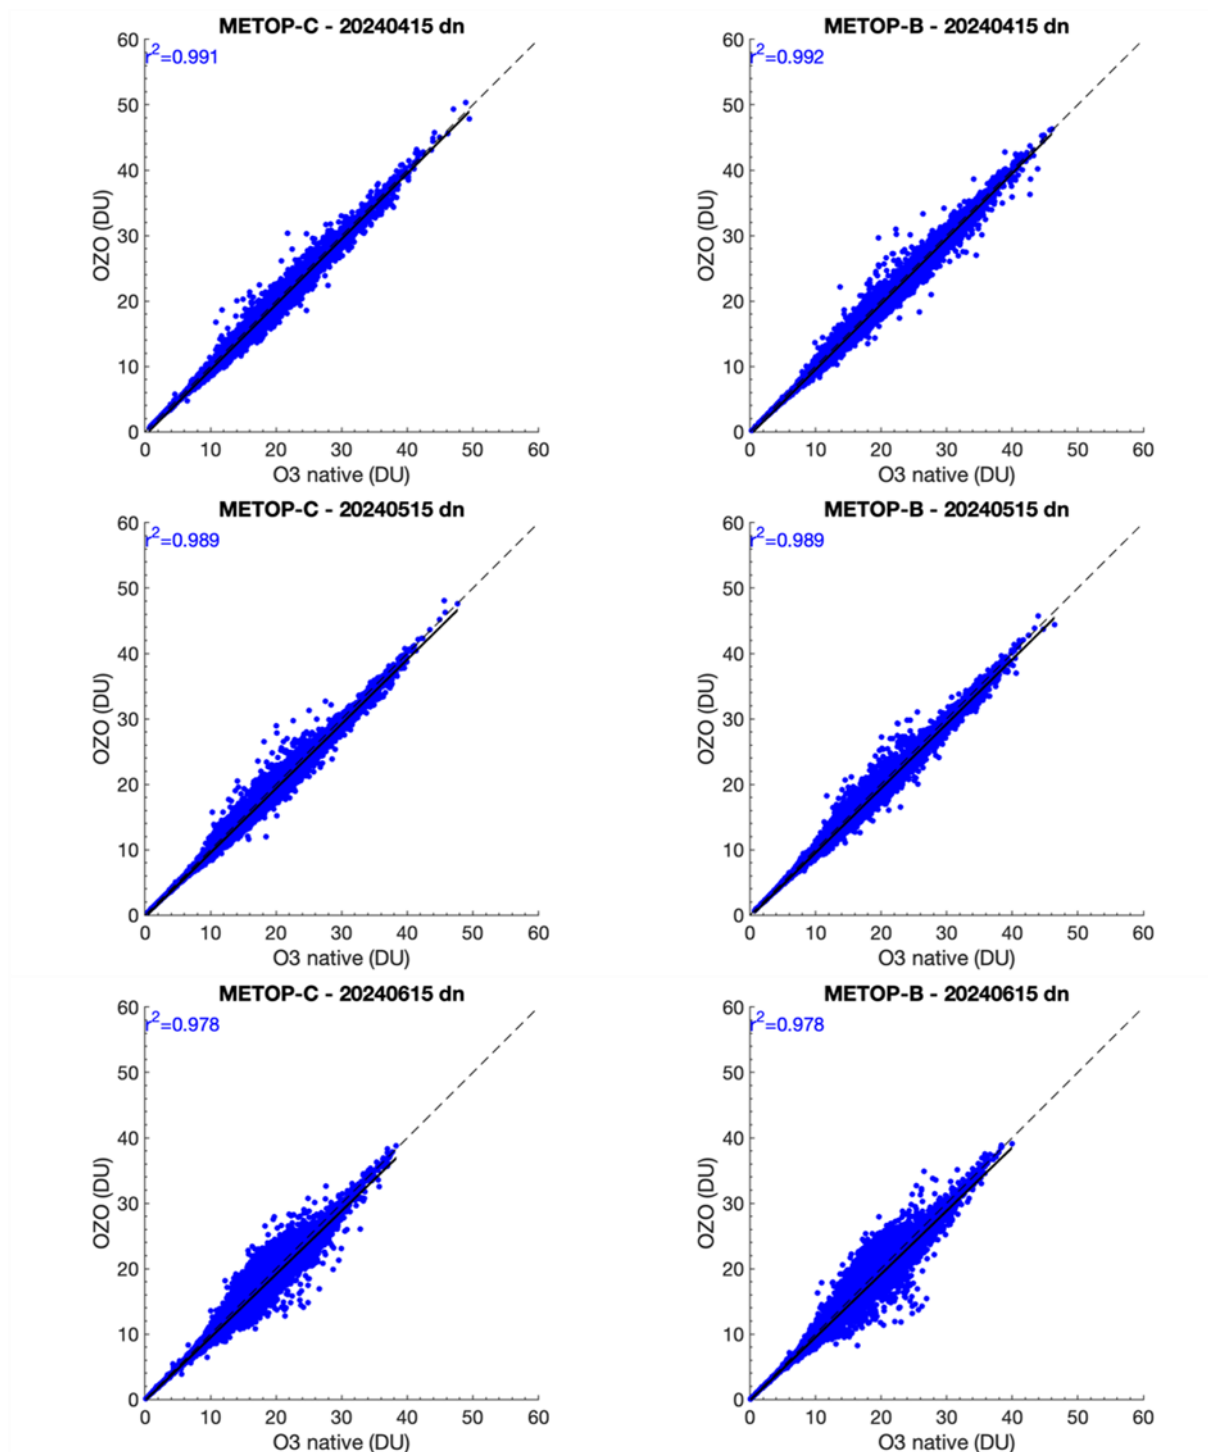 METOP-C - 20240415 dn
r²=0.991
60
50
40
30
20
10
0
OZO (DU)
0 10 20 30 40 50 60
O3 native (DU)
METOP-B - 20240415 dn
r²=0.992
60
50
40
30
20
10
0
OZO (DU)
0 10 20 30 40 50 60
O3 native (DU)
METOP-C - 20240515 dn
r²=0.989
60
50
40
30
20
10
0
OZO (DU)
0 10 20 30 40 50 60
O3 native (DU)
METOP-B - 20240515 dn
r²=0.989
60
50
40
30
20
10
0
OZO (DU)
0 10 20 30 40 50 60
O3 native (DU)
METOP-C - 20240615 dn
r²=0.978
60
50
40
30
20
10
0
OZO (DU)
0 10 20 30 40 50 60
O3 native (DU)
METOP-B - 20240615 dn
r²=0.978
60
50
40
30
20
10
0
OZO (DU)
0 10 20 30 40 50 60
O3 native (DU)